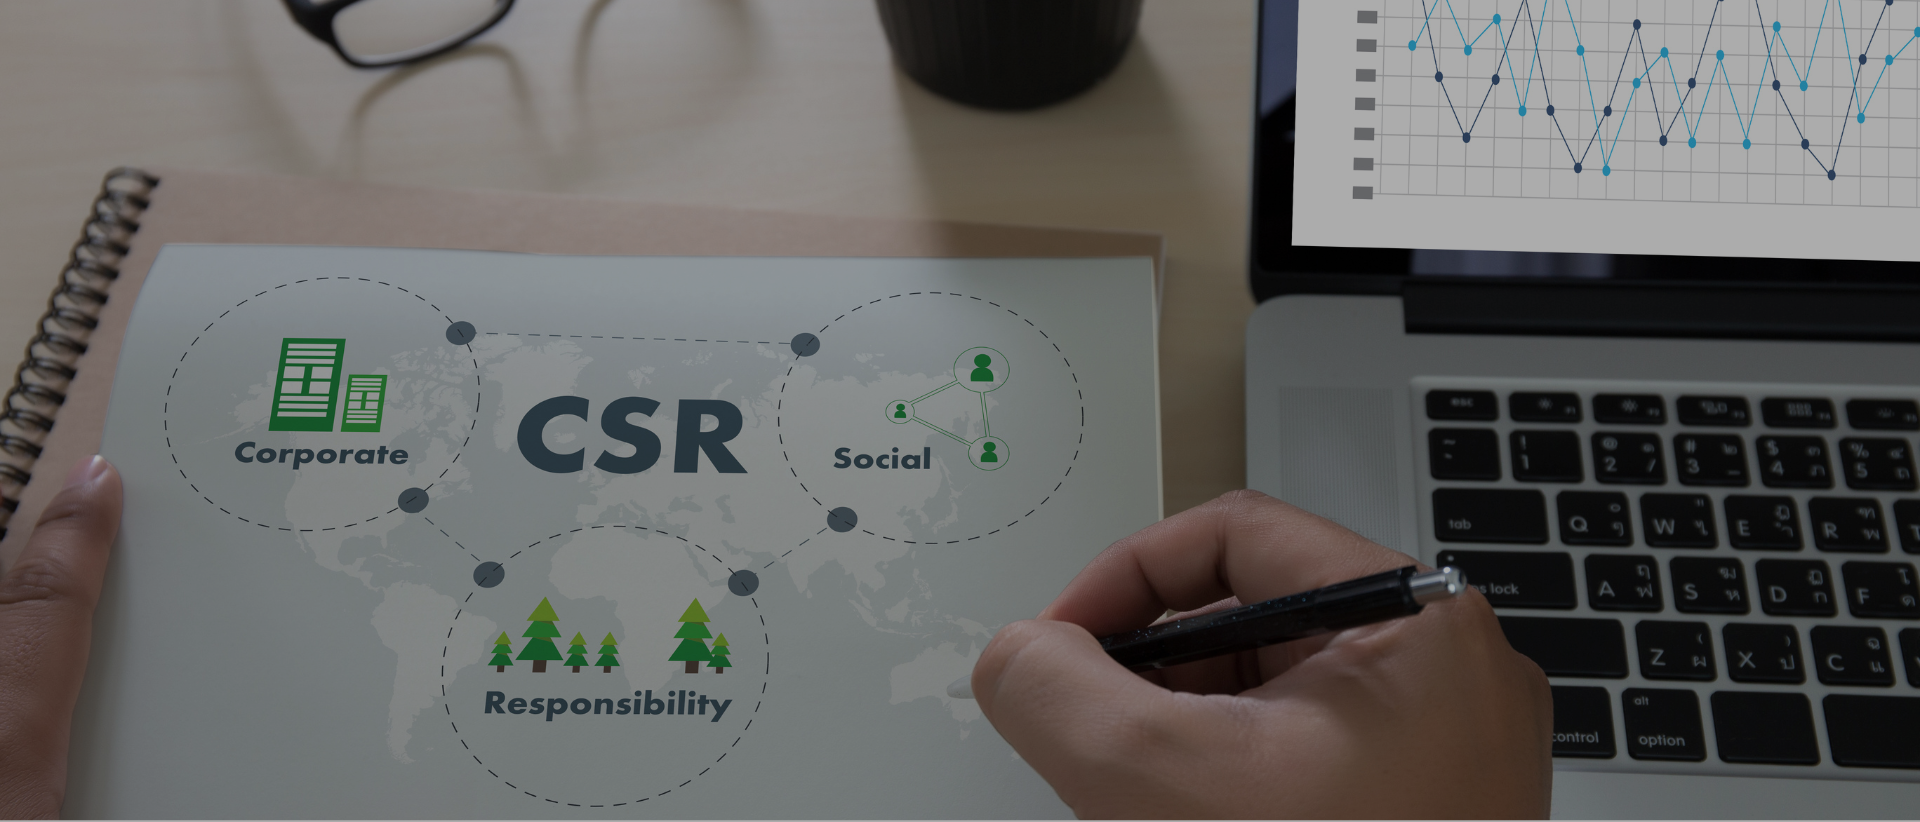 CSR
Corporate
Social
Responsibility
esc
~
!
1
@
2
#
3
$
4
%
5
tab
Q
W
E
R
lock
A
S
D
F
Z
X
C
alt
control
option